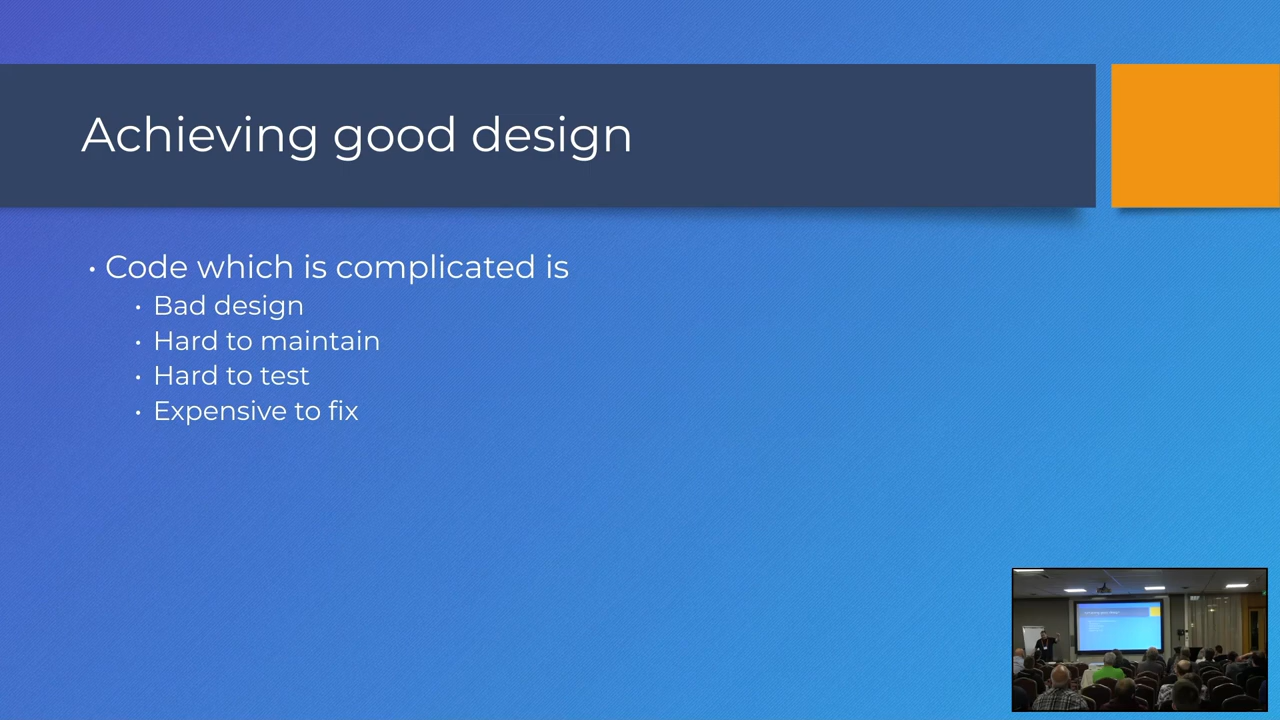 Achieving good design
• Code which is complicated is
• Bad design
• Hard to maintain
• Hard to test
• Expensive to fix